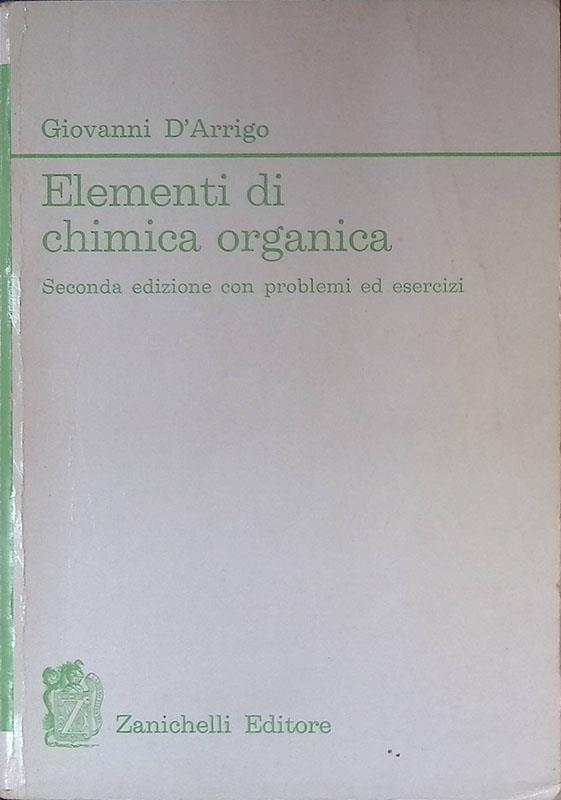 Giovanni D'Arrigo
Elementi di
chimica organica
Seconda edizione con problemi ed esercizi
Z
Zanichelli Editore